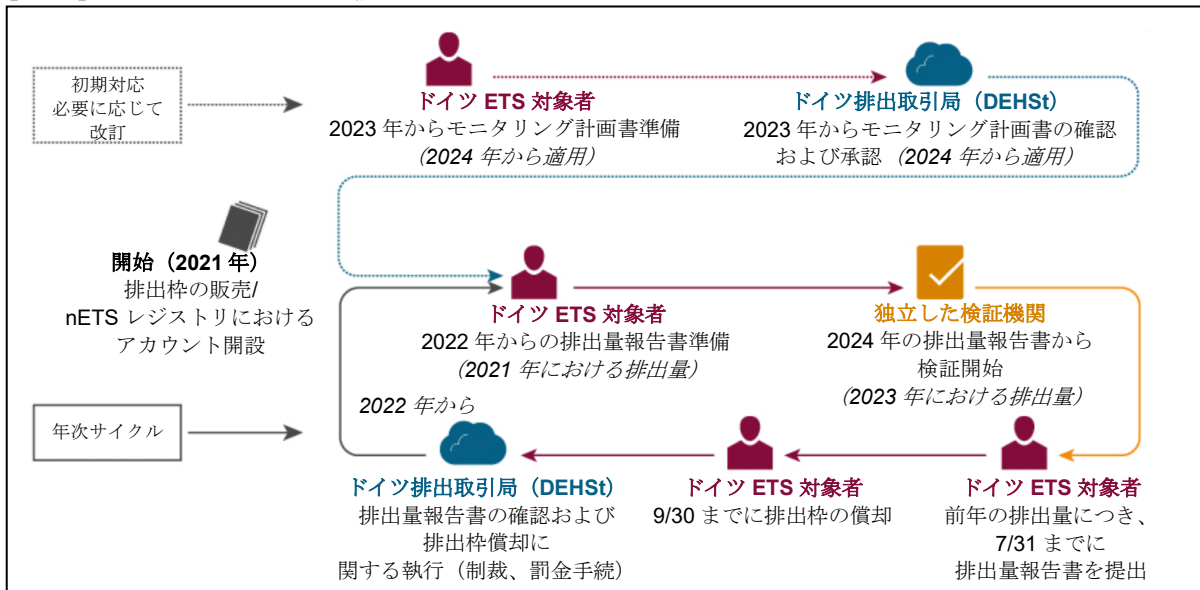 初期対応
必要に応じて
改訂
ドイツ ETS 対象者
2023 年からモニタリング計画書準備
（2024 年から適用）
ドイツ排出取引局（DEHSt）
2023 年からモニタリング計画書の確認
および承認 （2024 年から適用）
開始（2021 年）
排出枠の販売/
nETS レジストリにおける
アカウント開設
ドイツ ETS 対象者
2022 年からの排出量報告書準備
（2021 年における排出量）
独立した検証機関
2024 年の排出量報告書から
検証開始
（2023 年における排出量）
2022 年から
年次サイクル
ドイツ排出取引局（DEHSt）
排出量報告書の確認および
排出枠償却に
関する執行（制裁、罰金手続）
ドイツ ETS 対象者
9/30 までに排出枠の償却
ドイツ ETS 対象者
前年の排出量につき、
7/31 までに
排出量報告書を提出